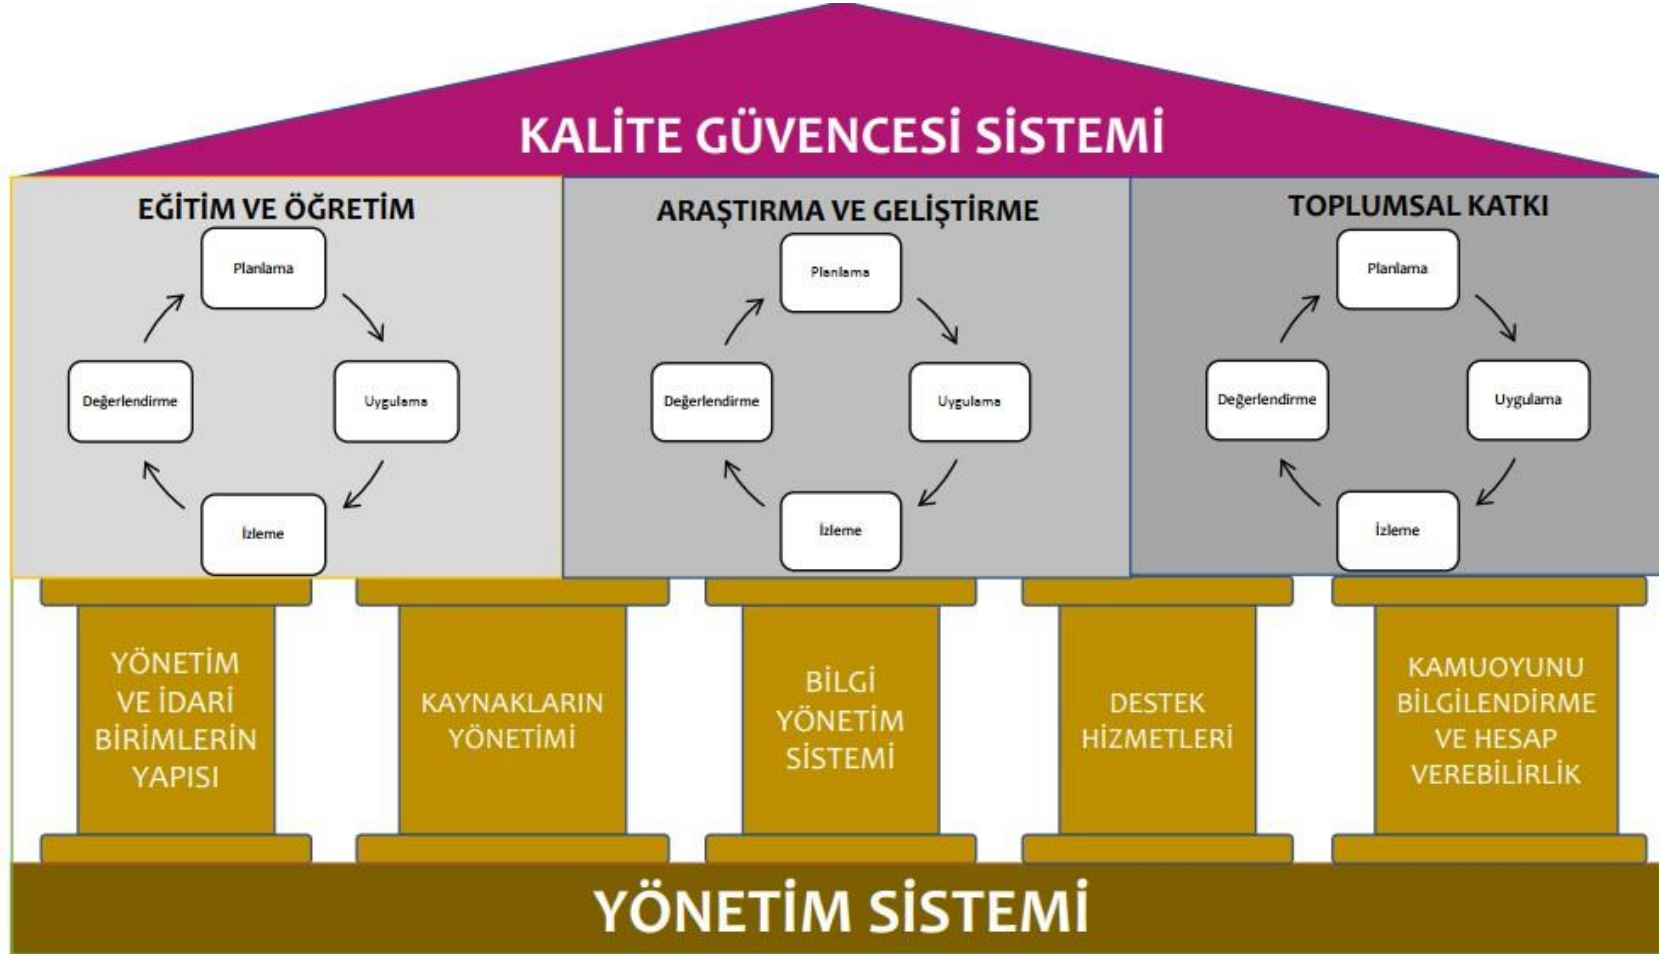 KALİTE GÜVENCESİ SİSTEMİ
EĞİTİM VE ÖĞRETİM
Planlama
Değerlendirme
Uygulama
İzleme
ARAŞTIRMA VE GELİŞTİRME
Planlama
Değerlendirme
Uygulama
İzleme
TOPLUMSAL KATKI
Planlama
Değerlendirme
Uygulama
İzleme
YÖNETİM
VE İDARİ
BİRİMLERİN
YAPISI
KAYNAKLARIN
YÖNETİMİ
BİLGİ
YÖNETİM
SİSTEMİ
DESTEK
HİZMETLERİ
KAMUOYUNU
BİLGİLENDİRME
VE HESAP
VEREBİLİRLİK
YÖNETİM SİSTEMİ